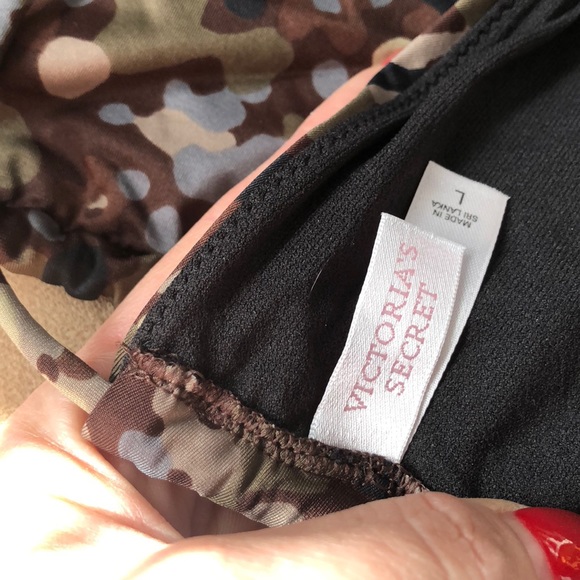 VICTORIA'S
SECRET
L
MADE IN
SRI LANKA